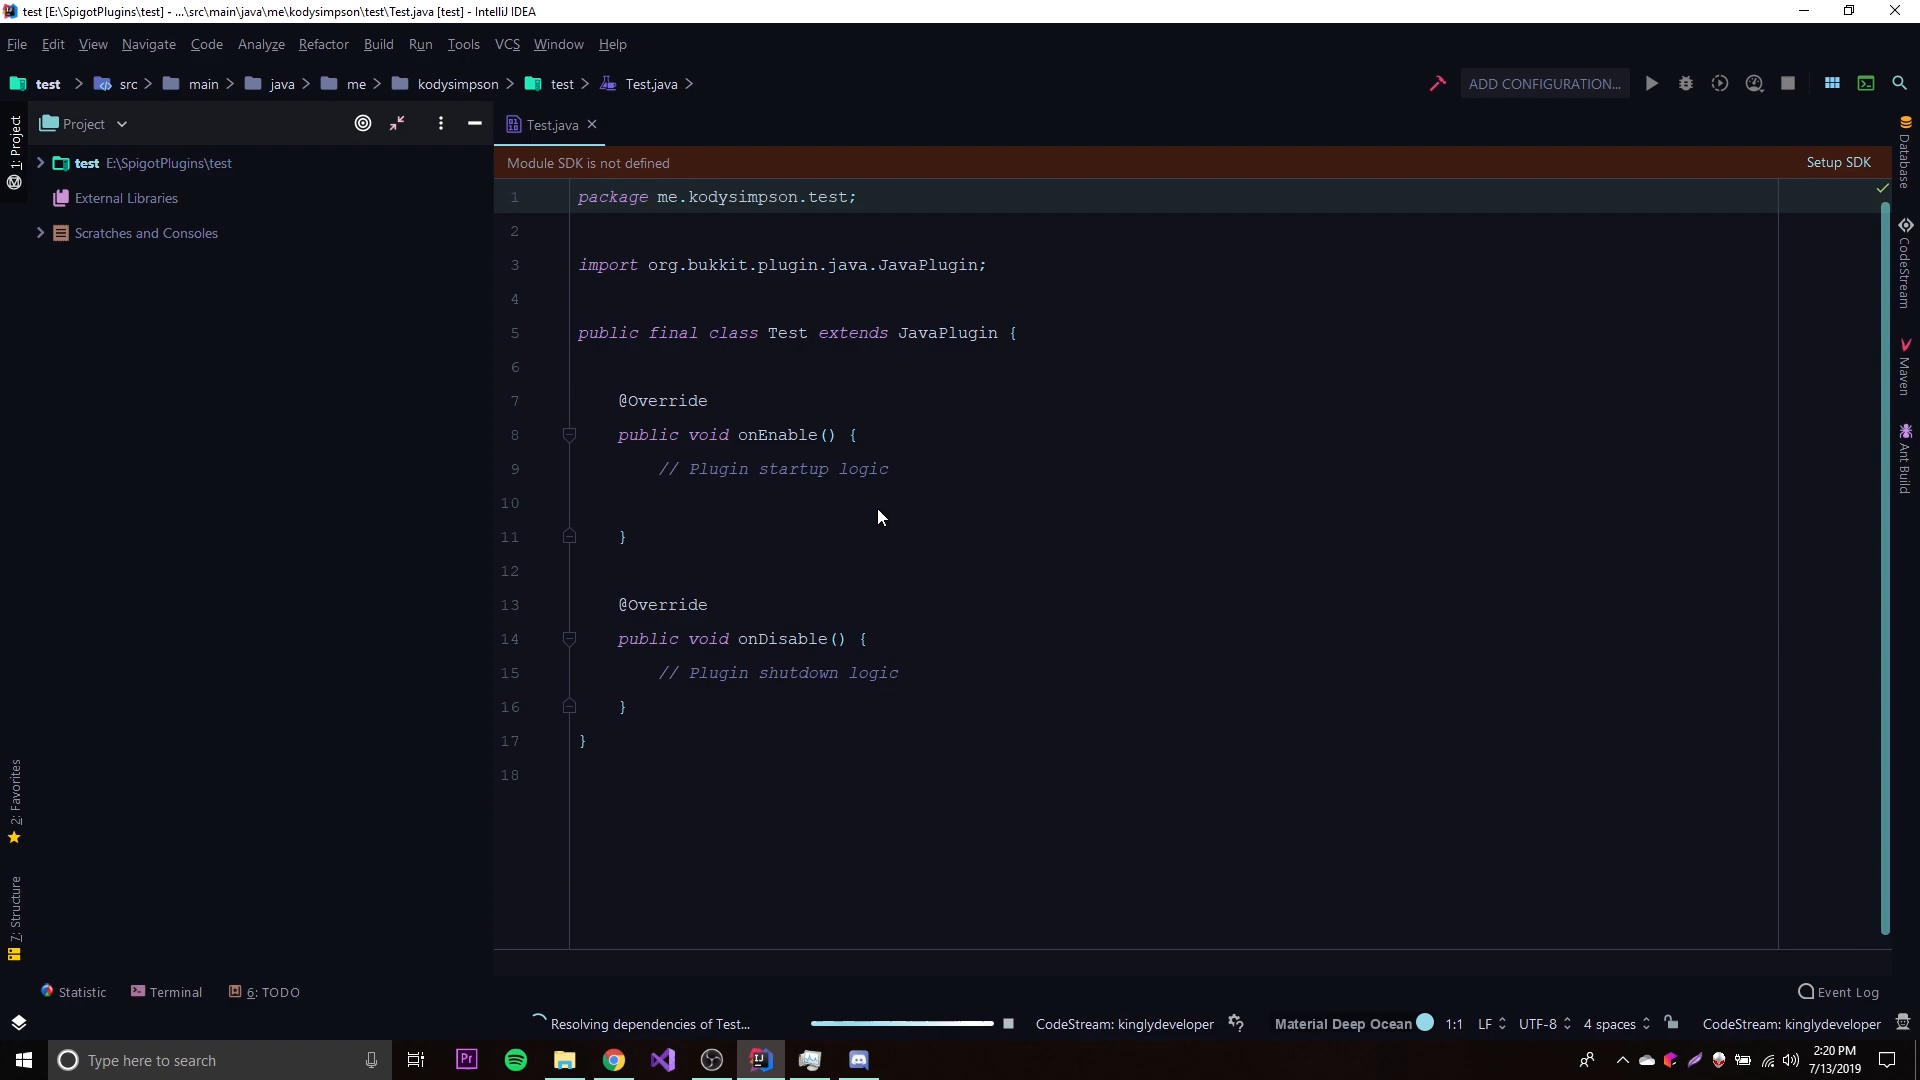 test [E:\SpigotPlugins\test] - ...\src\main\java\me\kodysimpson\test\Test.java [test] - IntelliJ IDEA
File Edit View Navigate Code Analyze Refactor Build Run Tools VCS Window Help
test src main java me kodysimpson test Test.java
ADD CONFIGURATION...
1: Project
Project
Test.java
test E:\SpigotPlugins\test
External Libraries
Scratches and Consoles
Module SDK is not defined
Setup SDK
1 package me.kodysimpson.test;
2
3 import org.bukkit.plugin.java.JavaPlugin;
4
5 public final class Test extends JavaPlugin {
6
7 @Override
8 public void onEnable() {
9 // Plugin startup logic
10
11 }
12
13 @Override
14 public void onDisable() {
15 // Plugin shutdown logic
16 }
17 }
18
Database
CodeStream
Maven
Ant Build
2: Favorites
7: Structure
Statistic Terminal 6: TODO
Event Log
Resolving dependencies of Test...
CodeStream: kinglydeveloper
Material Deep Ocean 1:1 LF UTF-8 4 spaces CodeStream: kinglydeveloper
Type here to search
Pr
IJ
2:20 PM
7/13/2019